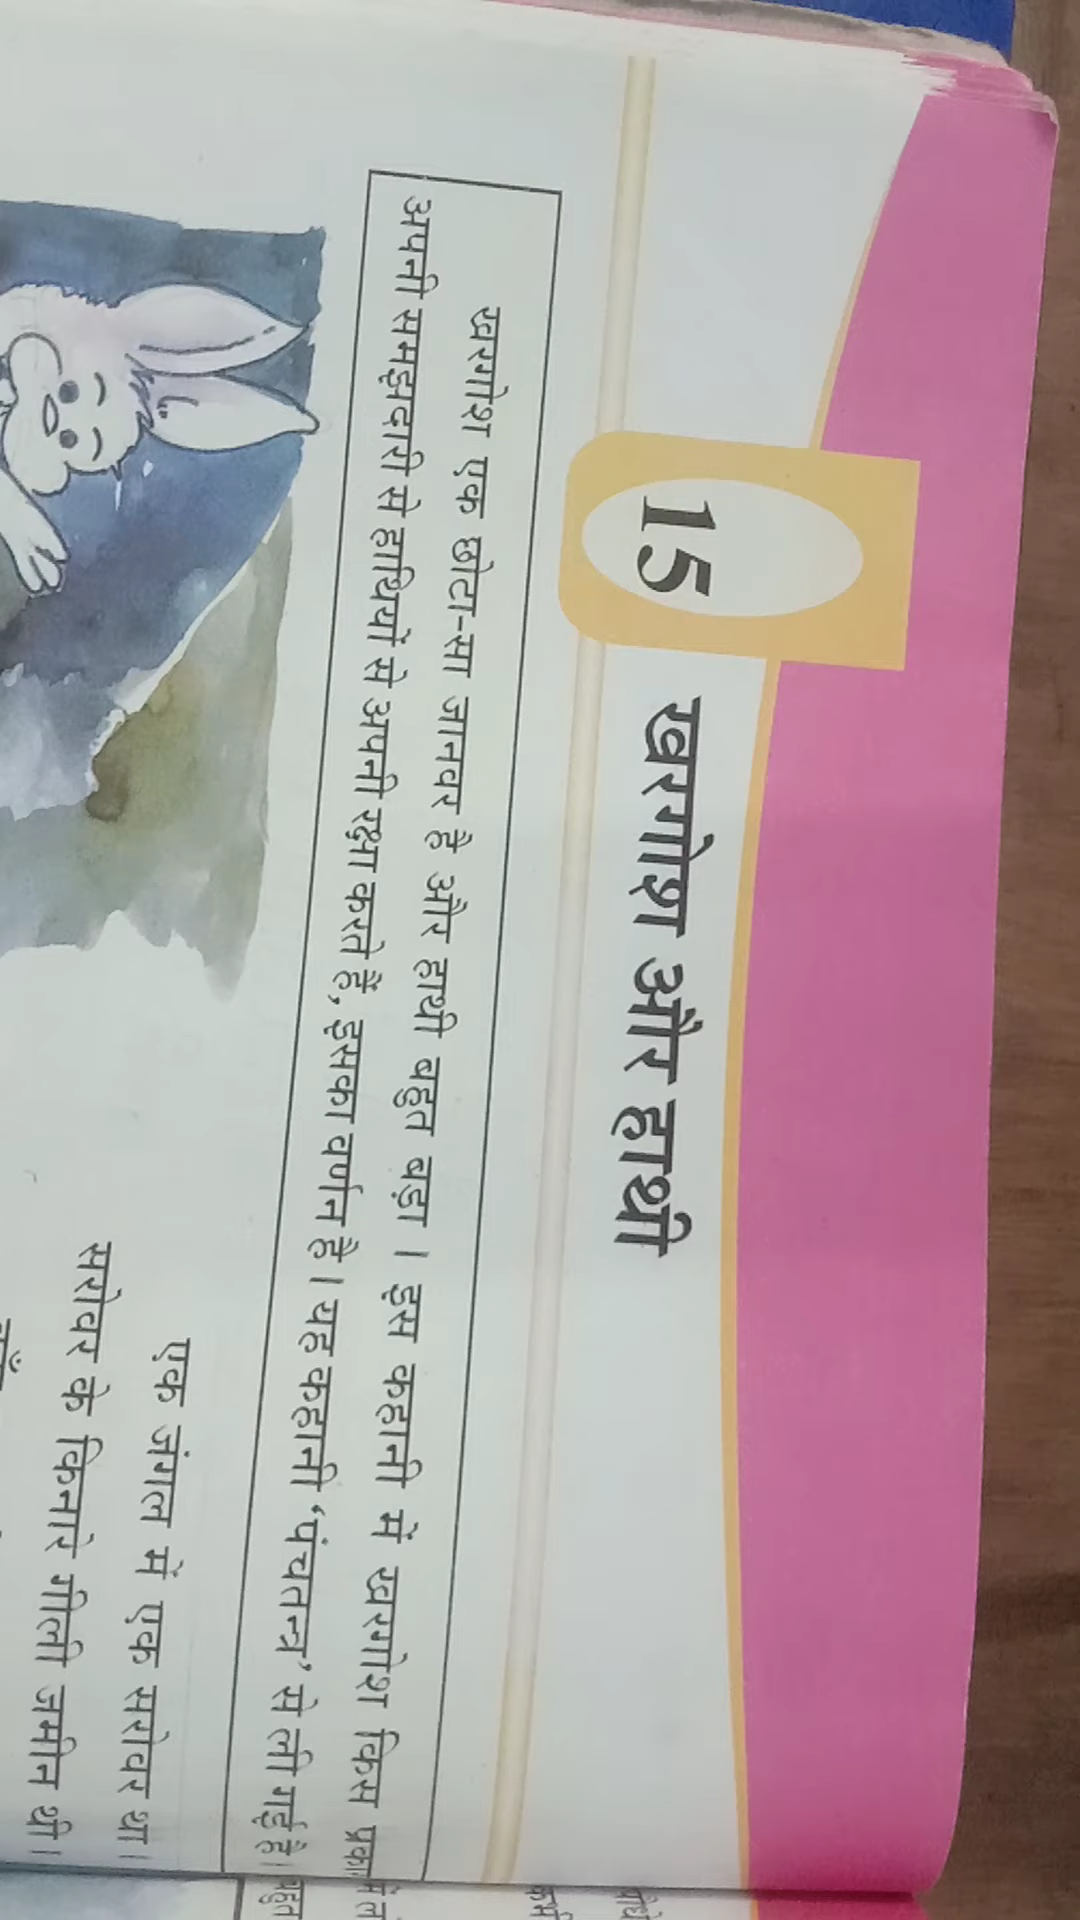 15
खरगोश और हाथी
खरगोश एक छोटा-सा जानवर है और हाथी बहुत बड़ा । इस कहानी में खरगोश किस प्रकार
अपनी समझदारी से हाथियों से अपनी रक्षा करते हैं, इसका वर्णन है। यह कहानी ‘पंचतन्त्र’ से ली गई है।
एक जंगल में एक सरोवर था।
सरोवर के किनारे गीली जमीन थी।